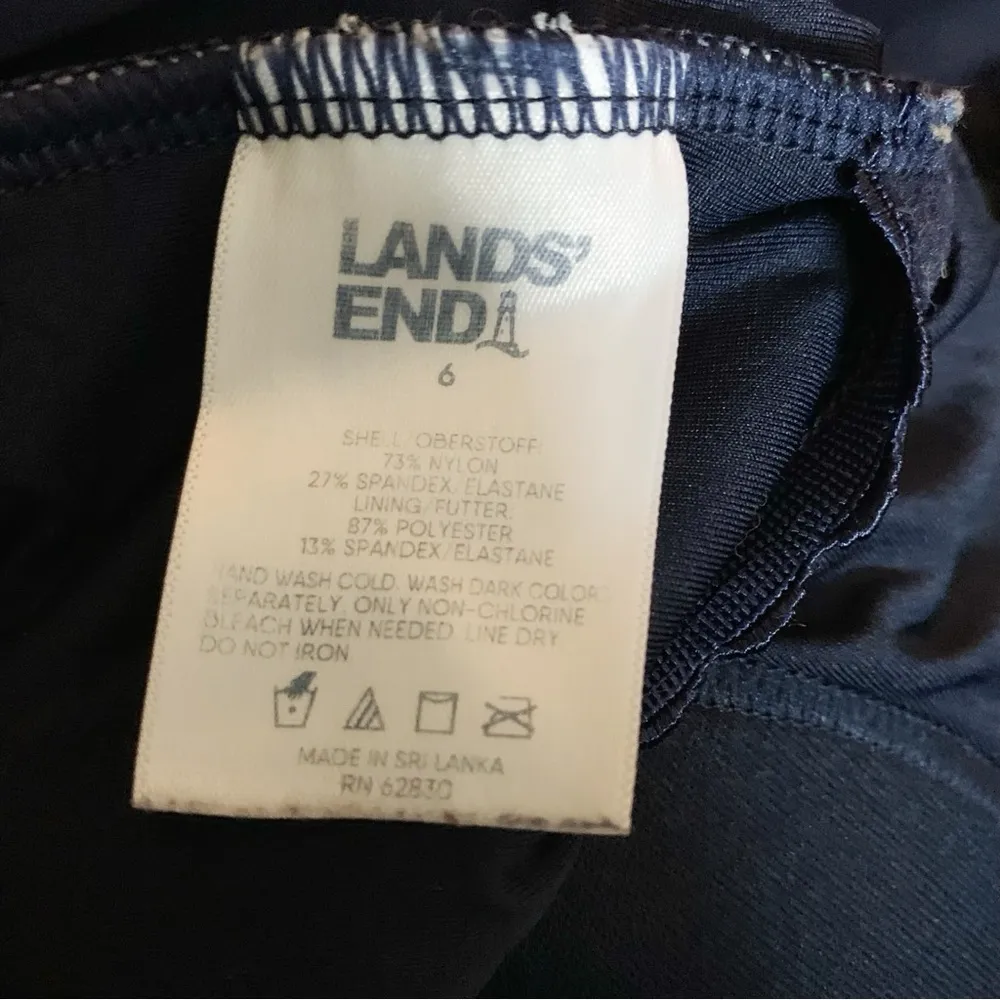 LANDS'
END
6
SHELL/OBERSTOFF:
73% NYLON
27% SPANDEX/ELASTANE
LINING/FUTTER:
87% POLYESTER
13% SPANDEX/ELASTANE
HAND WASH COLD. WASH DARK COLOR
SEPARATELY. ONLY NON-CHLORINE
BLEACH WHEN NEEDED. LINE DRY.
DO NOT IRON
MADE IN SRI LANKA
RN 62830